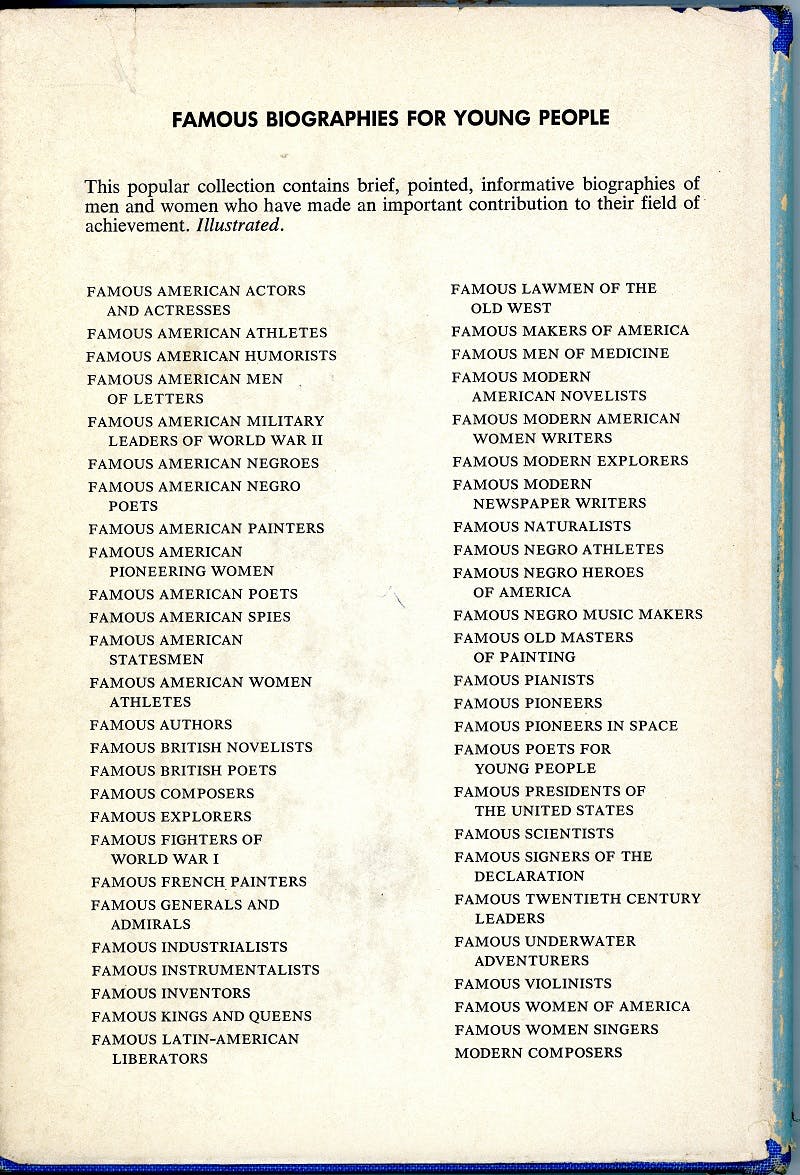 FAMOUS BIOGRAPHIES FOR YOUNG PEOPLE
This popular collection contains brief, pointed, informative biographies of
men and women who have made an important contribution to their field of
achievement. Illustrated.
FAMOUS AMERICAN ACTORS
AND ACTRESSES
FAMOUS AMERICAN ATHLETES
FAMOUS AMERICAN HUMORISTS
FAMOUS AMERICAN MEN
OF LETTERS
FAMOUS AMERICAN MILITARY
LEADERS OF WORLD WAR II
FAMOUS AMERICAN NEGROES
FAMOUS AMERICAN NEGRO
POETS
FAMOUS AMERICAN PAINTERS
FAMOUS AMERICAN
PIONEERING WOMEN
FAMOUS AMERICAN POETS
FAMOUS AMERICAN SPIES
FAMOUS AMERICAN
STATESMEN
FAMOUS AMERICAN WOMEN
ATHLETES
FAMOUS AUTHORS
FAMOUS BRITISH NOVELISTS
FAMOUS BRITISH POETS
FAMOUS COMPOSERS
FAMOUS EXPLORERS
FAMOUS FIGHTERS OF
WORLD WAR I
FAMOUS FRENCH PAINTERS
FAMOUS GENERALS AND
ADMIRALS
FAMOUS INDUSTRIALISTS
FAMOUS INSTRUMENTALISTS
FAMOUS INVENTORS
FAMOUS KINGS AND QUEENS
FAMOUS LATIN-AMERICAN
LIBERATORS
FAMOUS LAWMEN OF THE
OLD WEST
FAMOUS MAKERS OF AMERICA
FAMOUS MEN OF MEDICINE
FAMOUS MODERN
AMERICAN NOVELISTS
FAMOUS MODERN AMERICAN
WOMEN WRITERS
FAMOUS MODERN EXPLORERS
FAMOUS MODERN
NEWSPAPER WRITERS
FAMOUS NATURALISTS
FAMOUS NEGRO ATHLETES
FAMOUS NEGRO HEROES
OF AMERICA
FAMOUS NEGRO MUSIC MAKERS
FAMOUS OLD MASTERS
OF PAINTING
FAMOUS PIANISTS
FAMOUS PIONEERS
FAMOUS PIONEERS IN SPACE
FAMOUS POETS FOR
YOUNG PEOPLE
FAMOUS PRESIDENTS OF
THE UNITED STATES
FAMOUS SCIENTISTS
FAMOUS SIGNERS OF THE
DECLARATION
FAMOUS TWENTIETH CENTURY
LEADERS
FAMOUS UNDERWATER
ADVENTURERS
FAMOUS VIOLINISTS
FAMOUS WOMEN OF AMERICA
FAMOUS WOMEN SINGERS
MODERN COMPOSERS